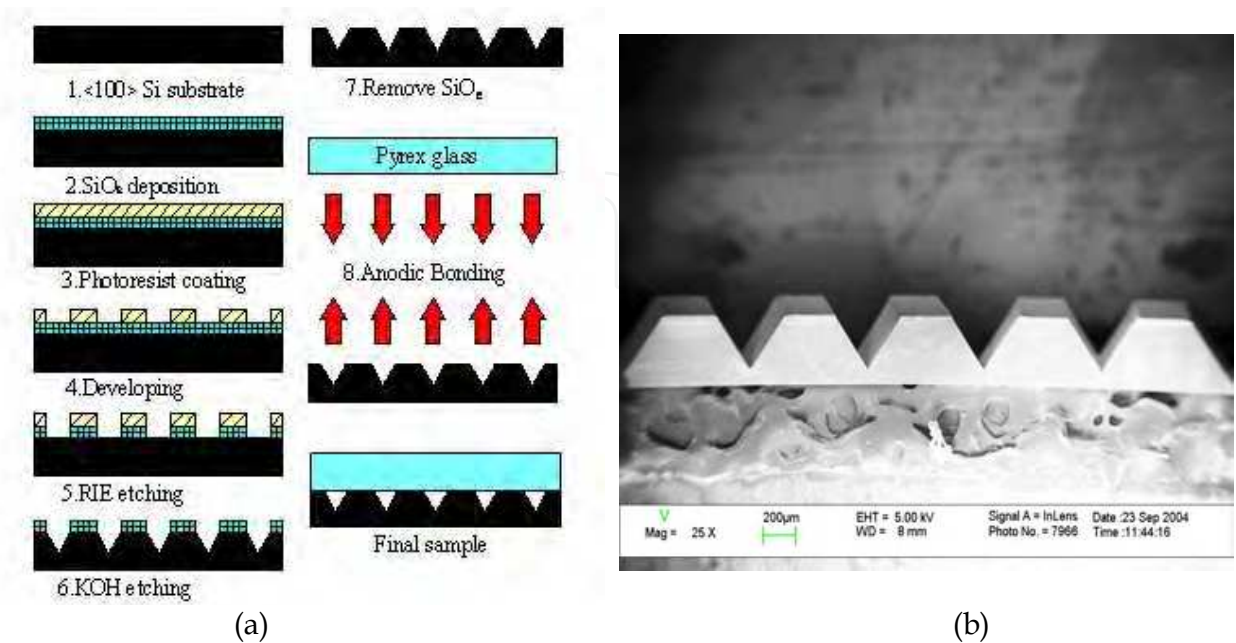 1.<100> Si substrate
2.SiO₂ deposition
3.Photoresist coating
4.Developing
5.RIE etching
6.KOH etching
7.Remove SiO₂
Pyrex glass
8.Anodic Bonding
Final sample
(a)
Mag = 25 X
200µm
EHT = 5.00 kV
WD = 8 mm
Signal A = InLens
Photo No. = 7966
Date :23 Sep 2004
Time :11:44:16
(b)